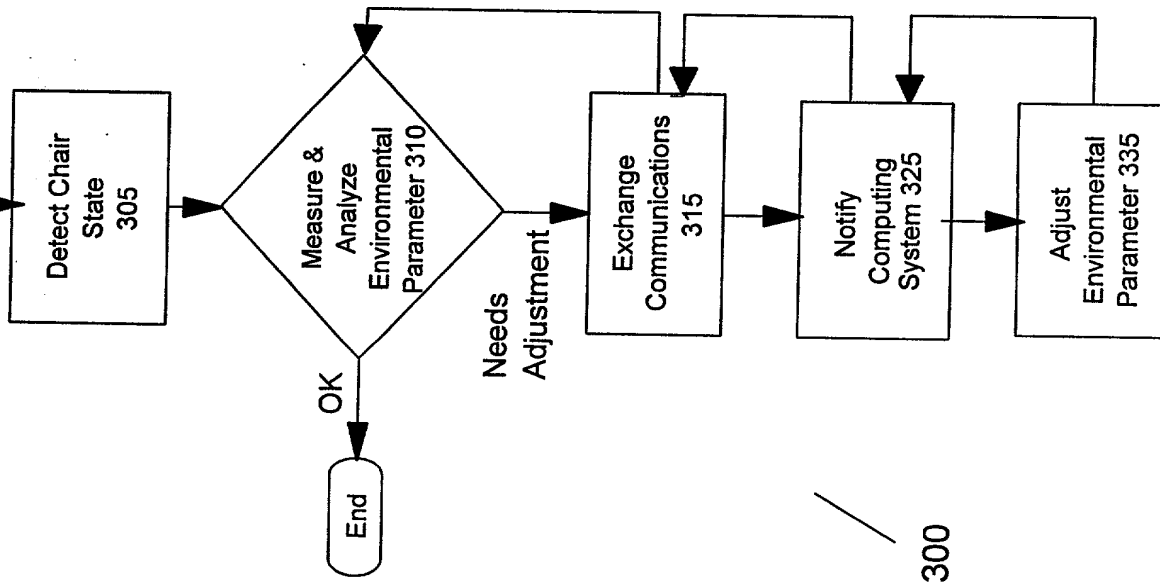 Detect Chair
State
305
Measure &
Analyze
Environmental
Parameter 310
OK
End
Needs
Adjustment
Exchange
Communications
315
Notify
Computing
System 325
Adjust
Environmental
Parameter 335
300